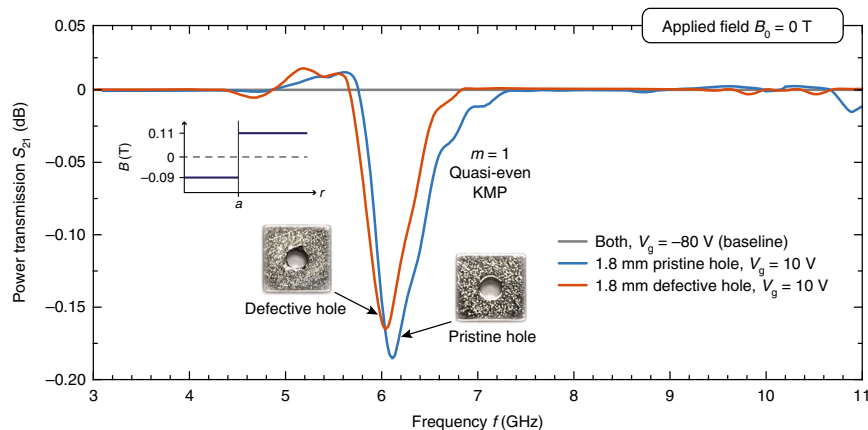 Applied field B₀ = 0 T
0.05
0
−0.05
−0.10
−0.15
−0.20
Power transmission S₂₁ (dB)
0.11
0
−0.09
B (T)
a
r
m = 1
Quasi-even
KMP
Defective hole
Pristine hole
Both, Vg = −80 V (baseline)
1.8 mm pristine hole, Vg = 10 V
1.8 mm defective hole, Vg = 10 V
3 4 5 6 7 8 9 10 11
Frequency f (GHz)